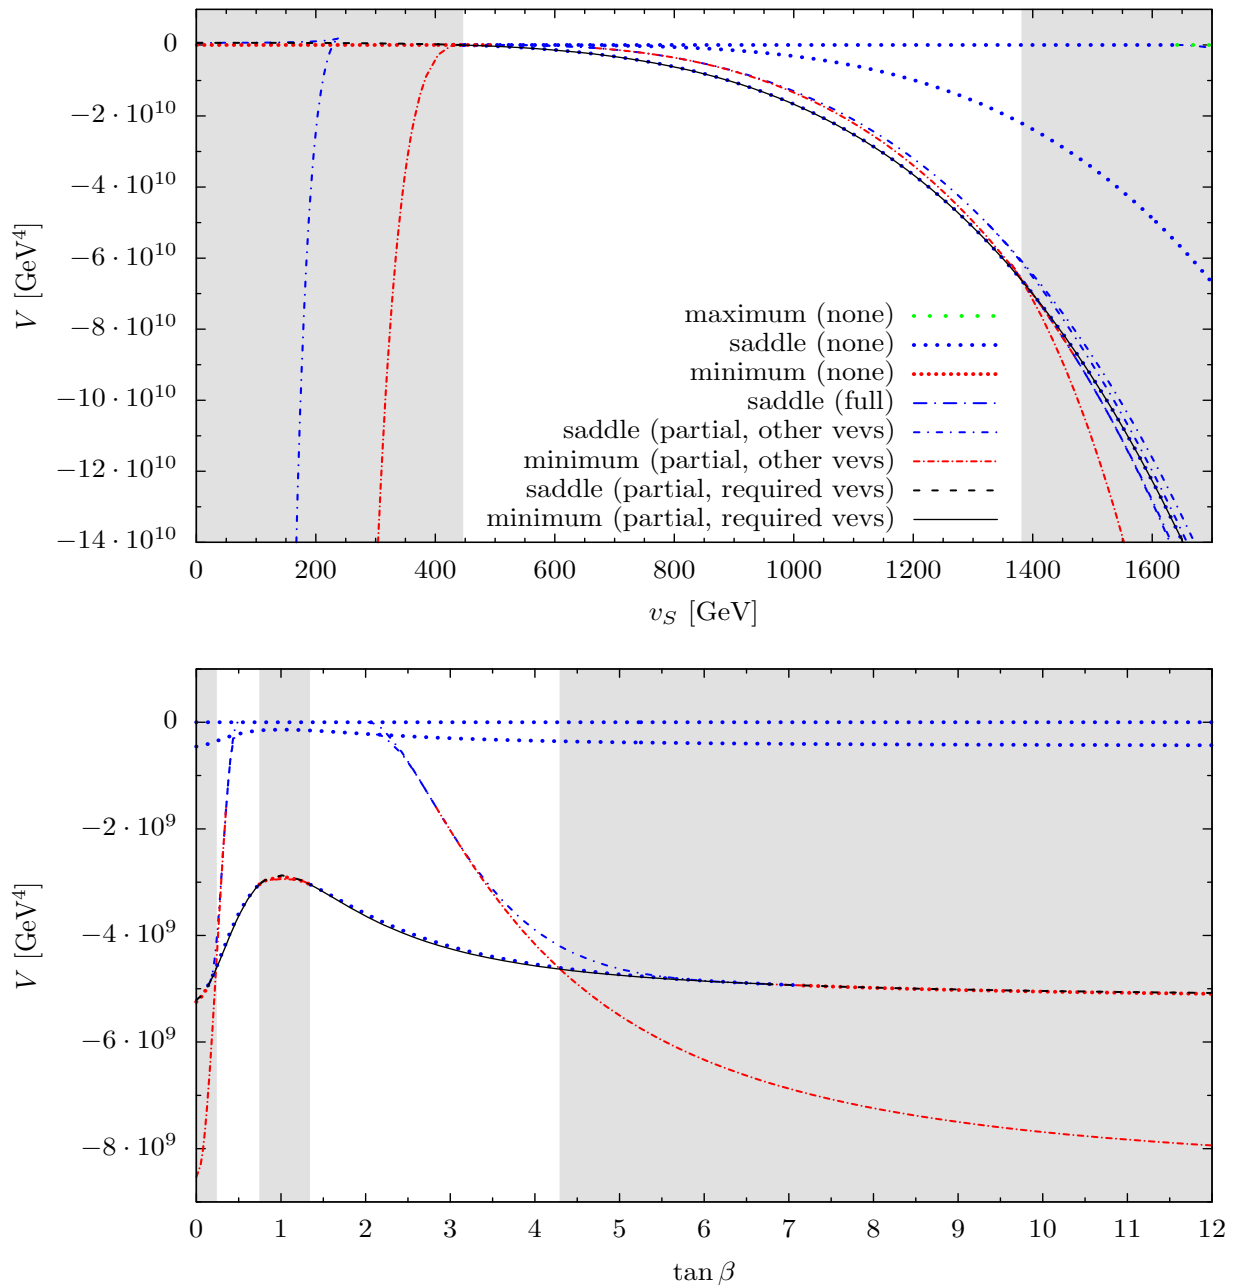 0
−2 · 10^10
−4 · 10^10
−6 · 10^10
−8 · 10^10
−10 · 10^10
−12 · 10^10
−14 · 10^10
V [GeV^4]
maximum (none)
saddle (none)
minimum (none)
saddle (full)
saddle (partial, other vevs)
minimum (partial, other vevs)
saddle (partial, required vevs)
minimum (partial, required vevs)
0 200 400 600 800 1000 1200 1400 1600
v_S [GeV]
0
−2 · 10^9
−4 · 10^9
−6 · 10^9
−8 · 10^9
V [GeV^4]
0 1 2 3 4 5 6 7 8 9 10 11 12
tan β